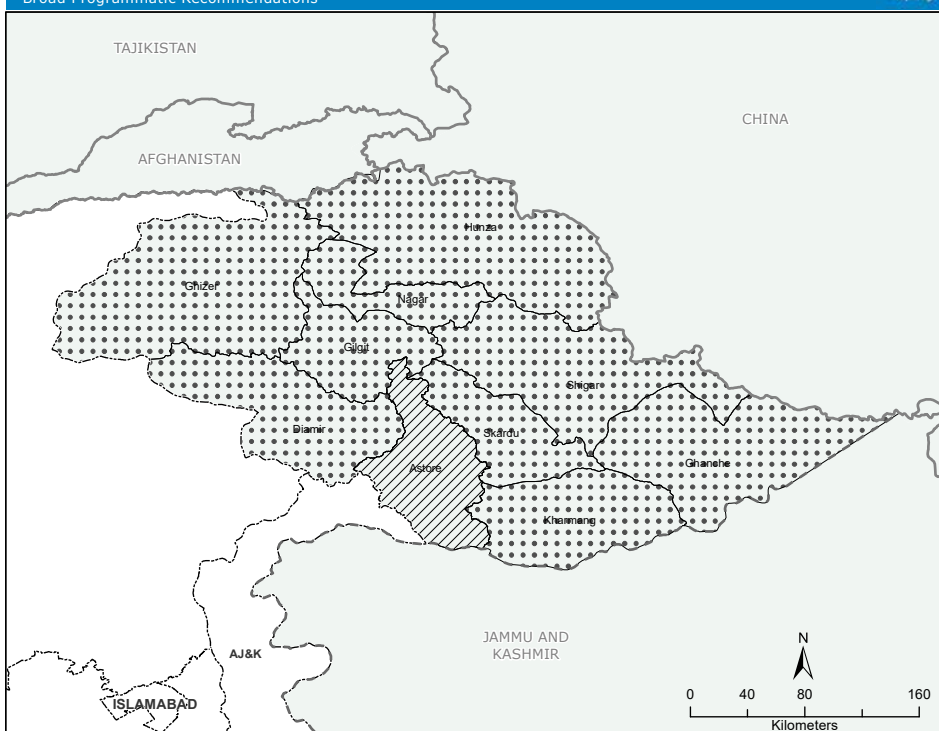 Broad Programmatic Recommendations
TAJIKISTAN
CHINA
AFGHANISTAN
Hunza
Ghizer
Nagar
Gilgit
Shigar
Diamir
Skardu
Astore
Ghanche
Kharmang
JAMMU AND
KASHMIR
AJ&K
ISLAMABAD
N
0 40 80 160
Kilometers